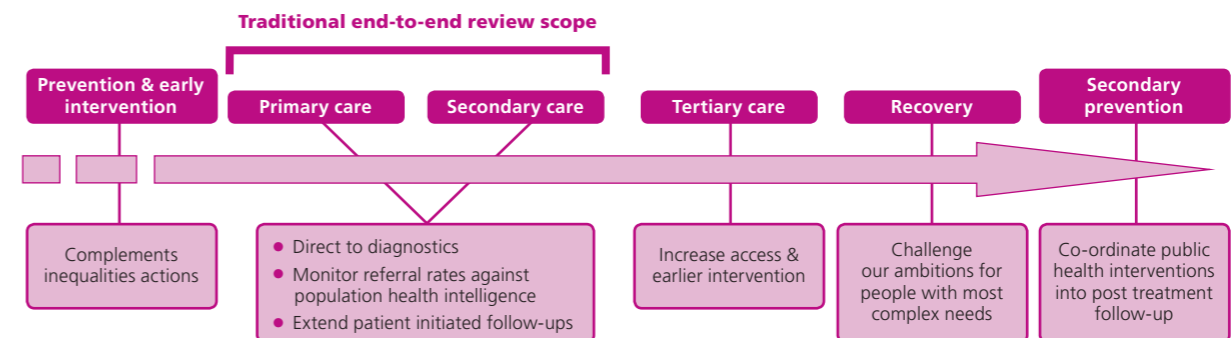 Traditional end-to-end review scope
Prevention & early
intervention
Primary care
Secondary care
Tertiary care
Recovery
Secondary
prevention
Complements
inequalities actions
● Direct to diagnostics
● Monitor referral rates against
population health intelligence
● Extend patient initiated follow-ups
Increase access &
earlier intervention
Challenge
our ambitions for
people with most
complex needs
Co-ordinate public
health interventions
into post treatment
follow-up